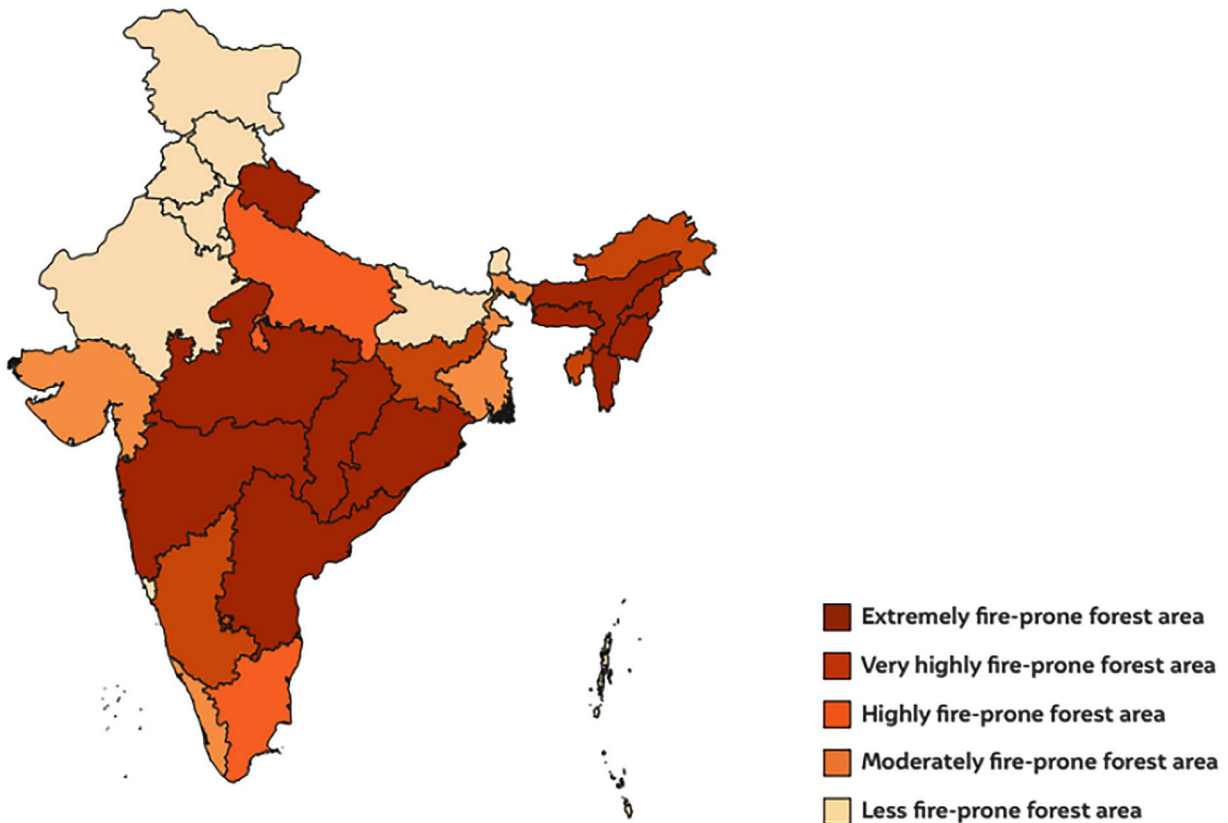 Extremely fire-prone forest area
Very highly fire-prone forest area
Highly fire-prone forest area
Moderately fire-prone forest area
Less fire-prone forest area